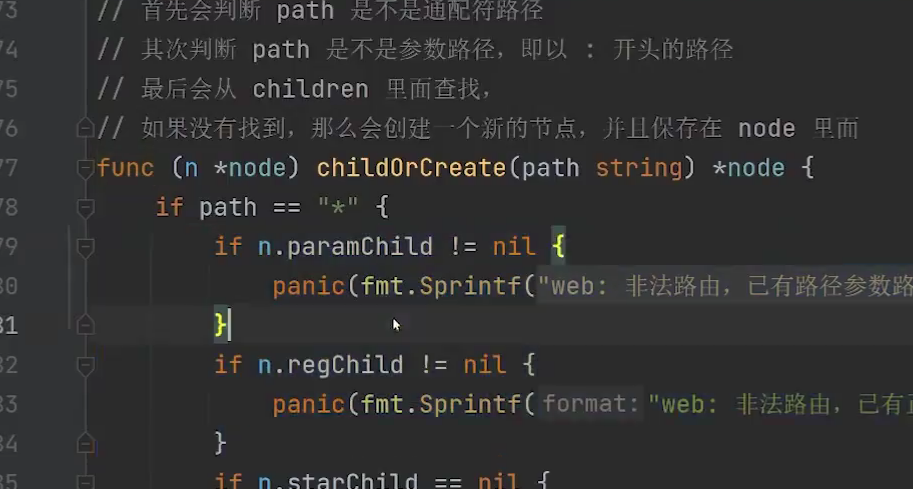 73 // 首先会判断 path 是不是通配符路径
74 // 其次判断 path 是不是参数路径，即以 : 开头的路径
75 // 最后会从 children 里面查找，
76 // 如果没有找到，那么会创建一个新的节点，并且保存在 node 里面
77 func (n *node) childOrCreate(path string) *node {
78 if path == "*" {
79 if n.paramChild != nil {
80 panic(fmt.Sprintf("web: 非法路由，已有路径参数路
81 }
82 if n.regChild != nil {
83 panic(fmt.Sprintf( format: "web: 非法路由，已有正
84 }
85 if n.starChild == nil {